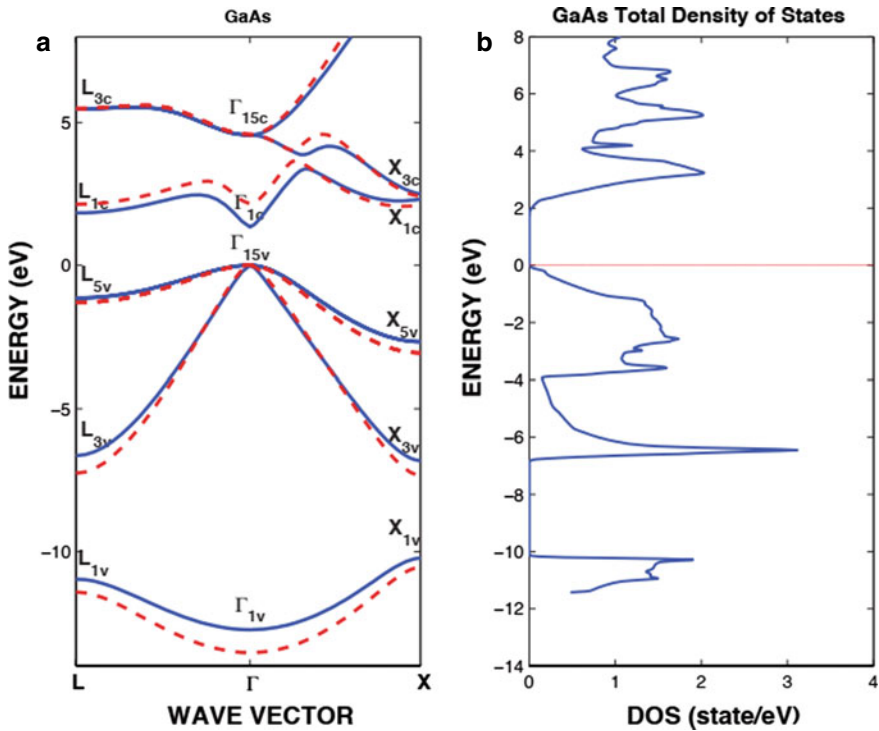 GaAs
a
ENERGY (eV)
5
0
−5
−10
L3c
Γ15c
X3c
L1c
Γ1c
X1c
Γ15v
L5v
X5v
L3v
X3v
X1v
L1v
Γ1v
L
Γ
X
WAVE VECTOR
GaAs Total Density of States
b
ENERGY (eV)
8
6
4
2
0
−2
−4
−6
−8
−10
−12
−14
0
1
2
3
4
DOS (state/eV)